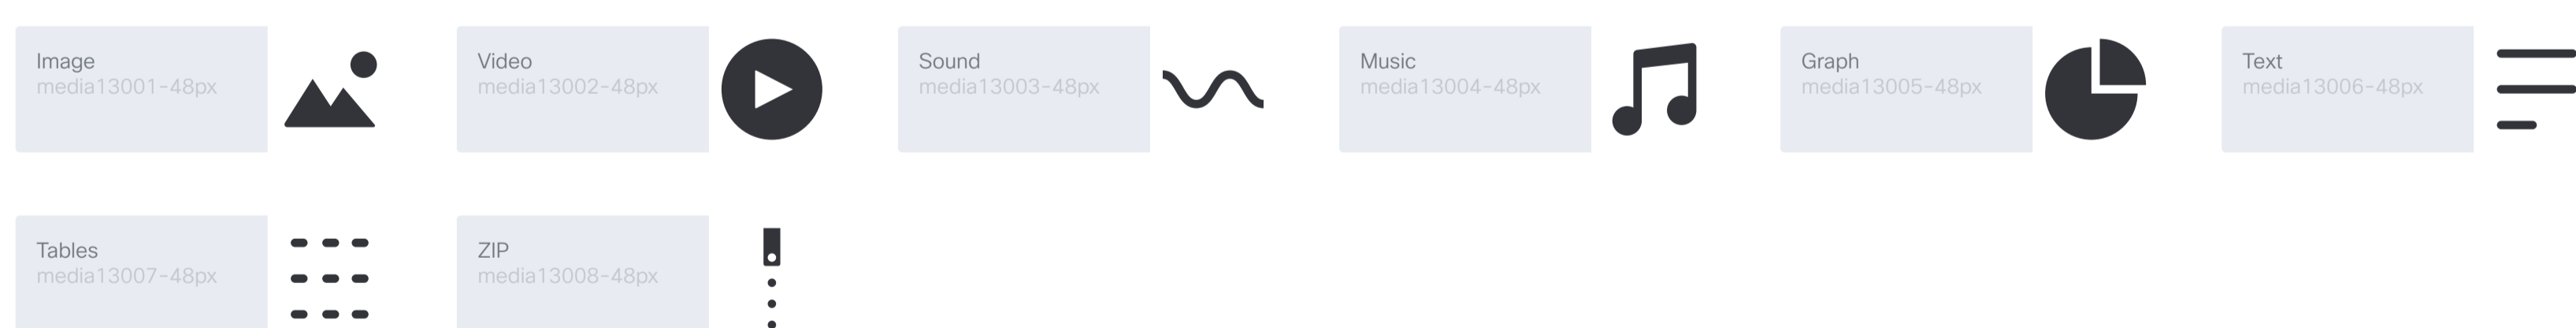 Image
media13001-48px
Video
media13002-48px
Sound
media13003-48px
Music
media13004-48px
Graph
media13005-48px
Text
media13006-48px
Tables
media13007-48px
ZIP
media13008-48px